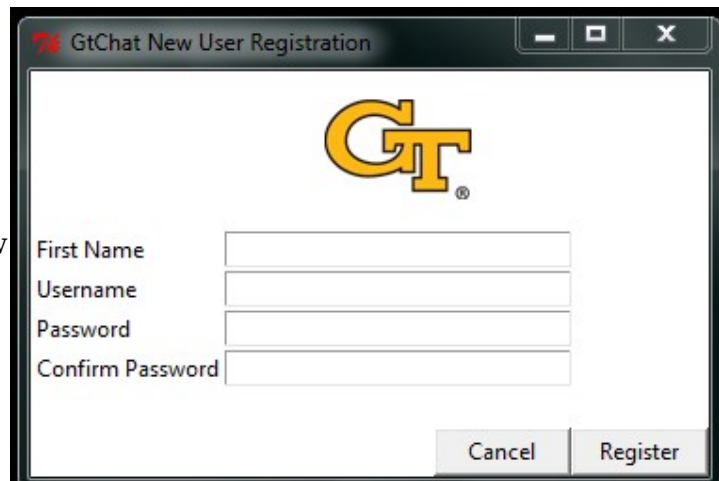 GtChat New User Registration
GT®
First Name
Username
Password
Confirm Password
Cancel Register